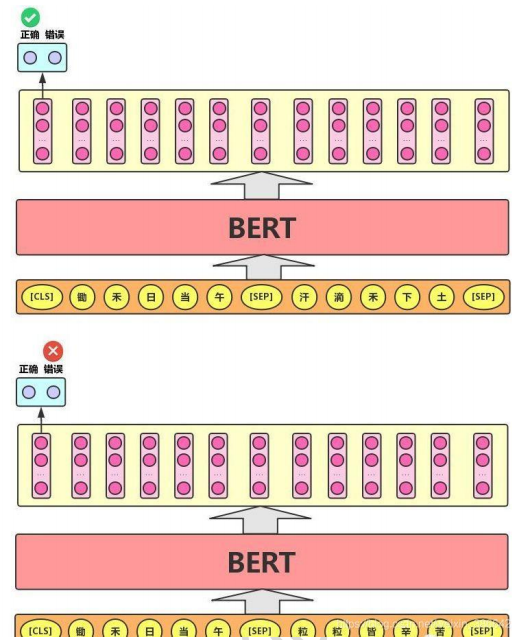 正确 错误
BERT
[CLS] 锄 禾 日 当 午 [SEP] 汗 滴 禾 下 土 [SEP]
正确 错误
BERT
[CLS] 锄 禾 日 当 午 [SEP] 粒 粒 皆 辛 苦 [SEP]